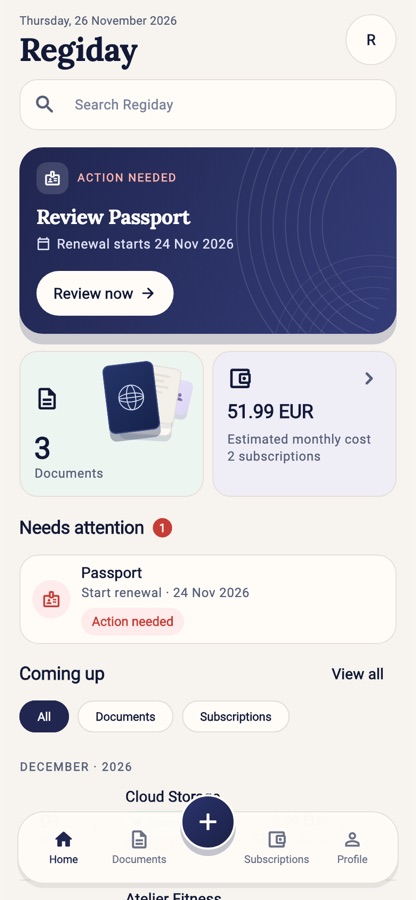 Thursday, 26 November 2026
Regiday
R
Search Regiday
ACTION NEEDED
Review Passport
Renewal starts 24 Nov 2026
Review now
3
Documents
51.99 EUR
Estimated monthly cost
2 subscriptions
Needs attention 1
Passport
Start renewal · 24 Nov 2026
Action needed
Coming up
View all
All
Documents
Subscriptions
DECEMBER · 2026
Cloud Storage
Home
Documents
Subscriptions
Profile
Atelier Fitness